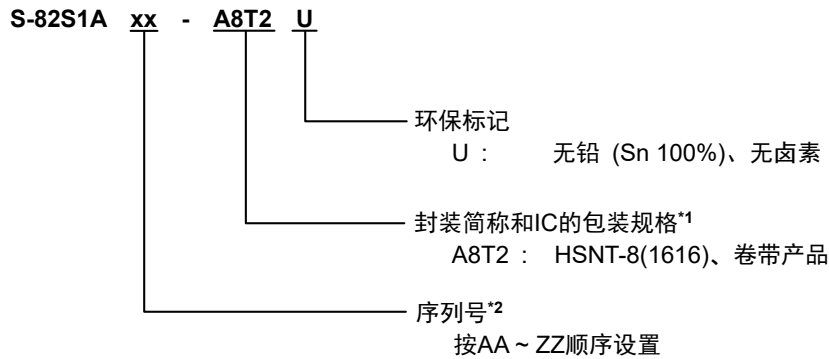 S-82S1A xx - A8T2 U
环保标记
U : 无铅 (Sn 100%)、无卤素
封装简称和IC的包装规格*1
A8T2 : HSNT-8(1616)、卷带产品
序列号*2
按AA ~ ZZ顺序设置